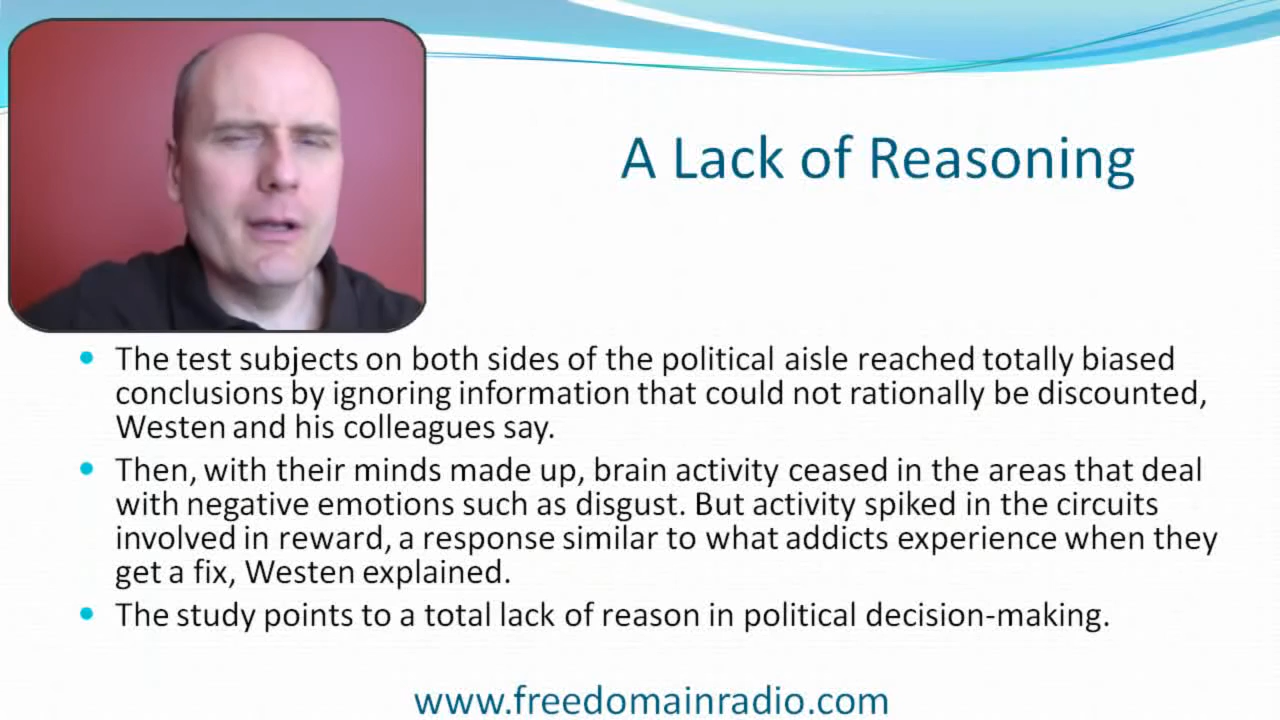 A Lack of Reasoning
The test subjects on both sides of the political aisle reached totally biased
conclusions by ignoring information that could not rationally be discounted,
Westen and his colleagues say.
Then, with their minds made up, brain activity ceased in the areas that deal
with negative emotions such as disgust. But activity spiked in the circuits
involved in reward, a response similar to what addicts experience when they
get a fix, Westen explained.
The study points to a total lack of reason in political decision-making.
www.freedomainradio.com